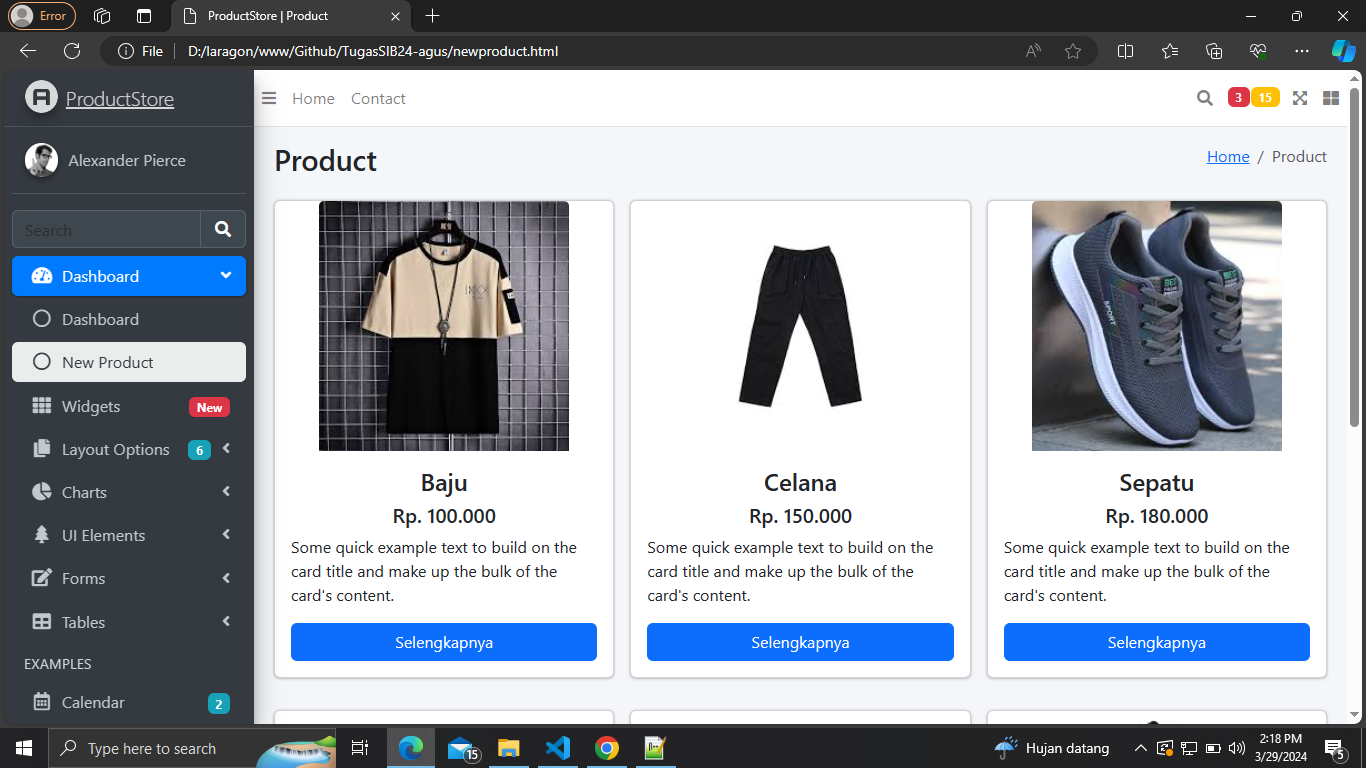 Error
ProductStore | Product
File
D:/laragon/www/Github/TugasSIB24-agus/newproduct.html
ProductStore
Home
Contact
3
15
Alexander Pierce
Product
Home / Product
Search
Dashboard
Dashboard
New Product
Widgets
New
Layout Options
6
Charts
UI Elements
Forms
Tables
EXAMPLES
Calendar
2
SPORT
Baju
Rp. 100.000
Some quick example text to build on the
card title and make up the bulk of the
card's content.
Selengkapnya
Celana
Rp. 150.000
Some quick example text to build on the
card title and make up the bulk of the
card's content.
Selengkapnya
Sepatu
Rp. 180.000
Some quick example text to build on the
card title and make up the bulk of the
card's content.
Selengkapnya
Type here to search
15
Hujan datang
2:18 PM
3/29/2024
5